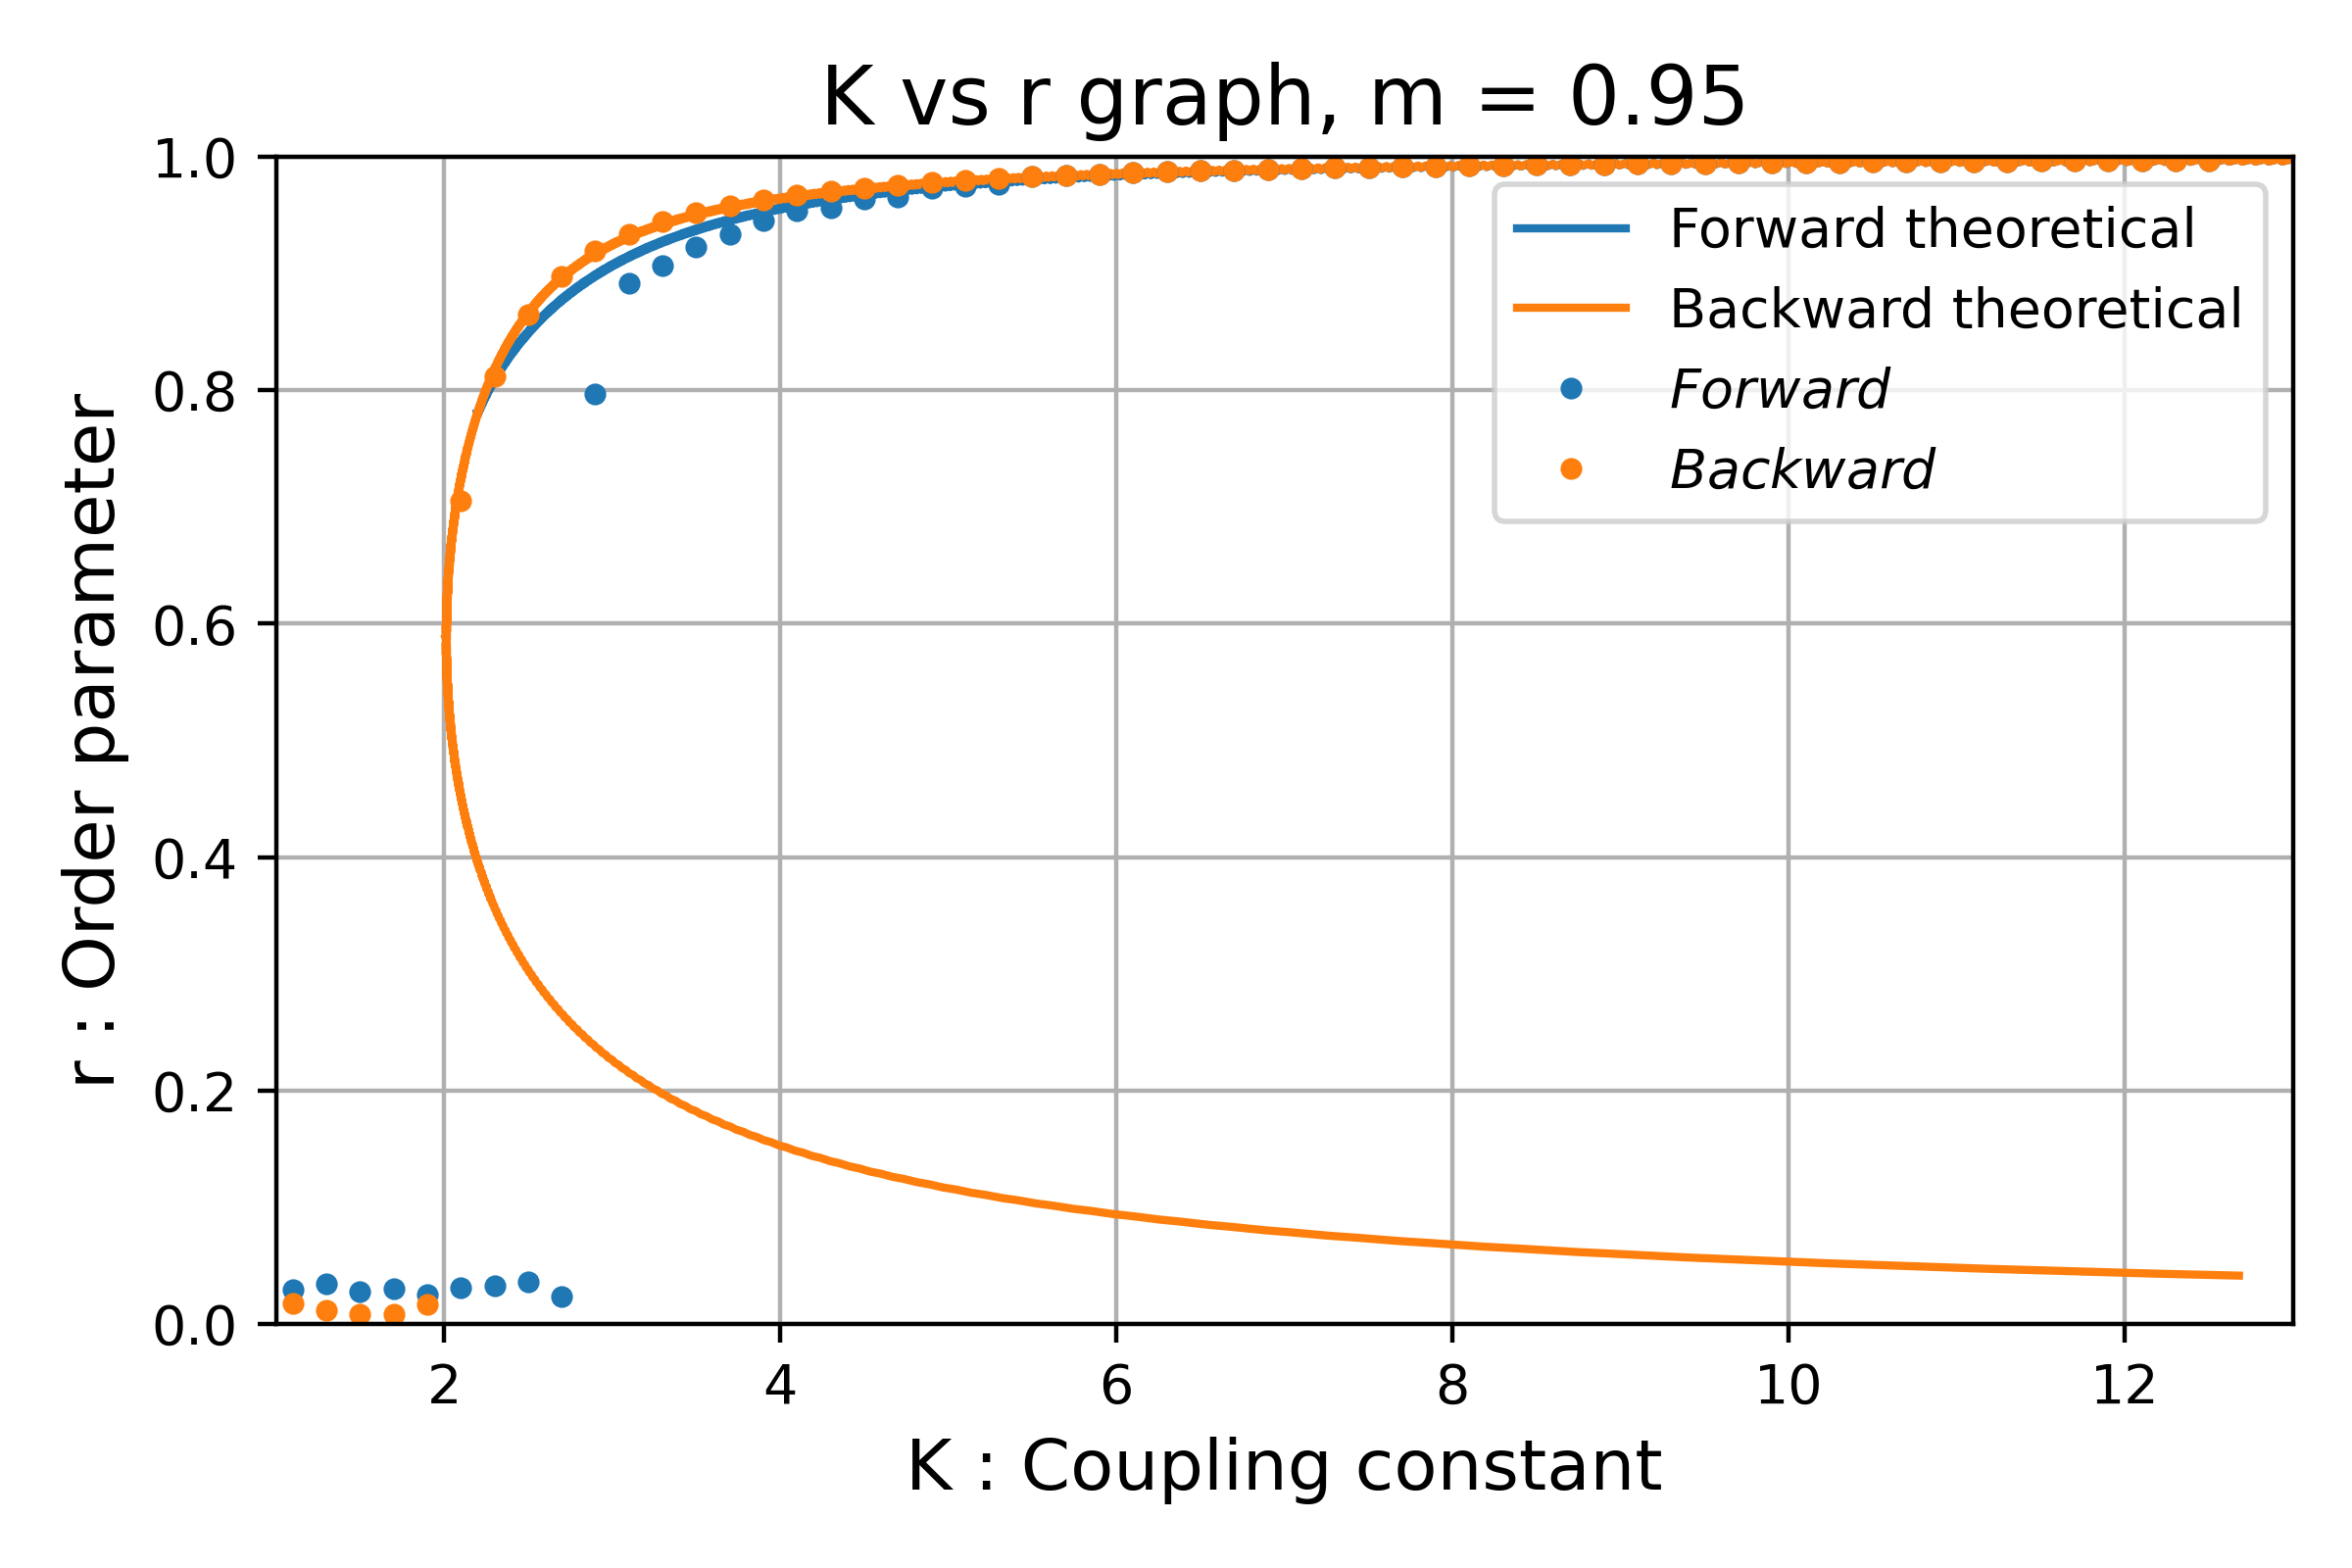 K vs r graph, m = 0.95
1.0
0.8
0.6
0.4
0.2
0.0
r : Order parameter
Forward theoretical
Backward theoretical
Forward
Backward
2 4 6 8 10 12
K : Coupling constant